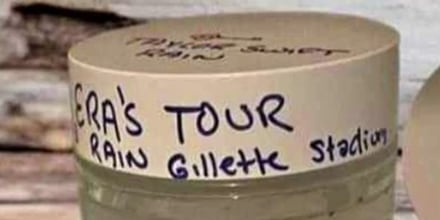 TAYLOR SWIFT
RAIN
ERA'S TOUR
RAIN Gillette Stadium